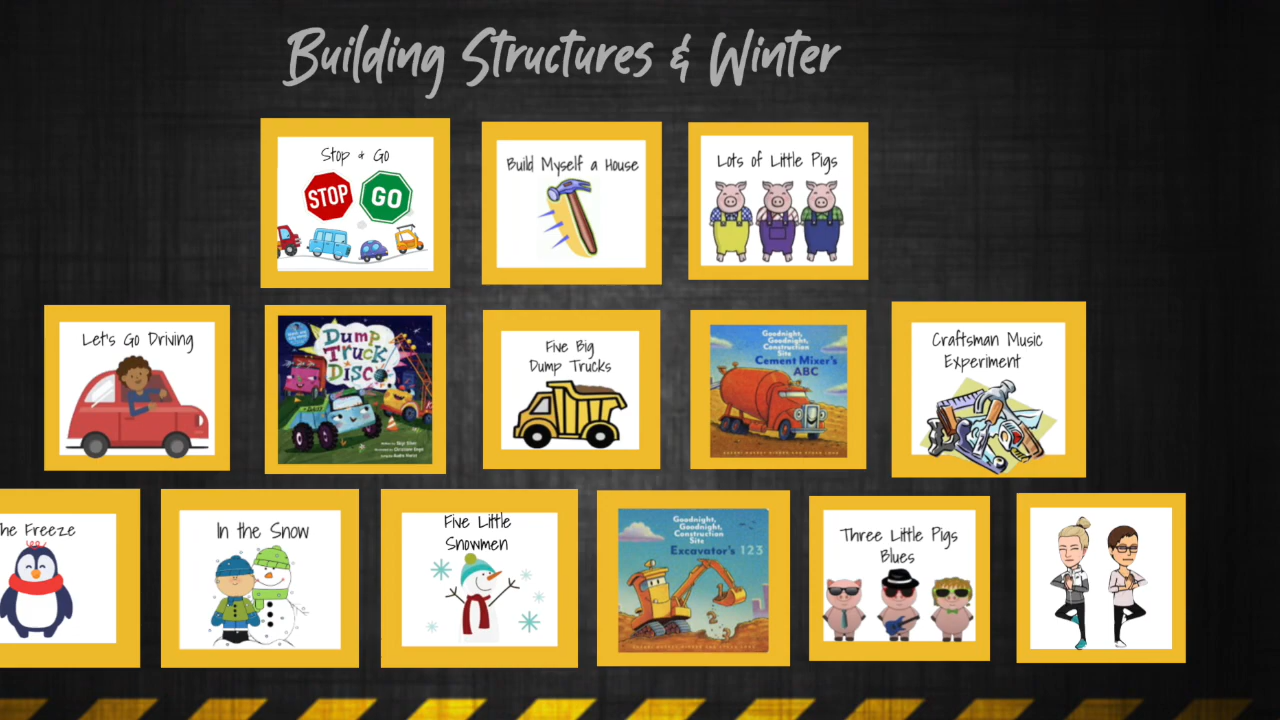 Building Structures & Winter
Stop & Go
STOP
GO
Build Myself a House
Lots of Little Pigs
Let's Go Driving
Dump
Truck
Disco
Five Big
Dump Trucks
Goodnight,
Goodnight,
Construction
Site
Cement Mixer's
ABC
Craftsman Music
Experiment
he Freeze
In the Snow
Five Little
Snowmen
Goodnight,
Goodnight,
Construction
Site
Excavator's 123
Three Little Pigs
Blues